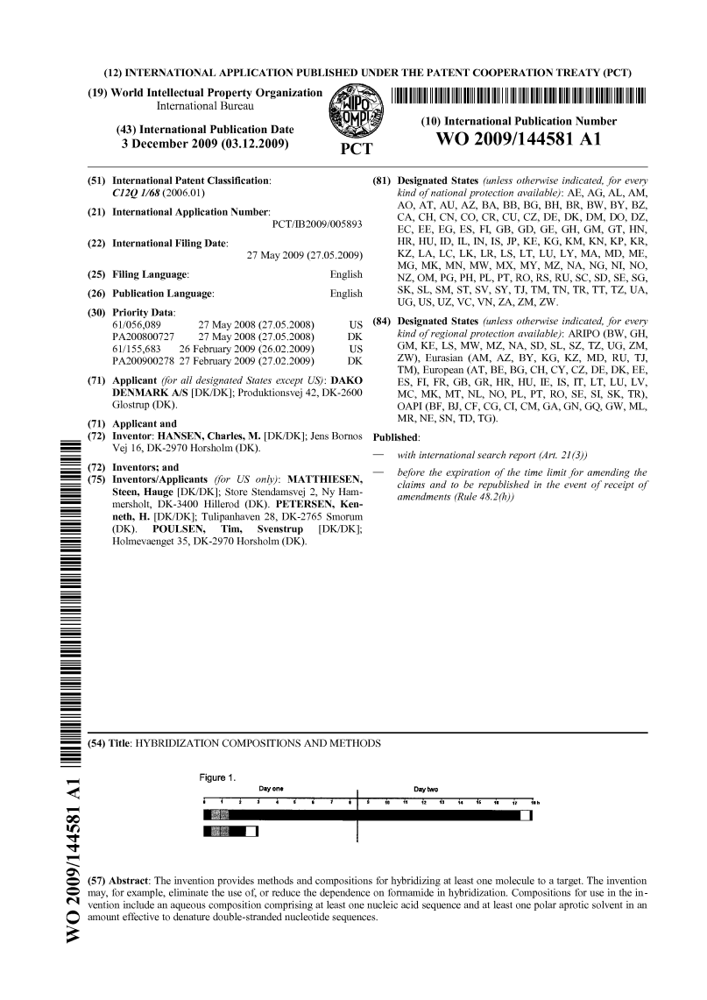 (12) INTERNATIONAL APPLICATION PUBLISHED UNDER THE PATENT COOPERATION TREATY (PCT)
(19) World Intellectual Property Organization
International Bureau
(43) International Publication Date
3 December 2009 (03.12.2009)
WIPO
OMPI
PCT
(10) International Publication Number
WO 2009/144581 A1
(51) International Patent Classification:
C12Q 1/68 (2006.01)
(21) International Application Number:
PCT/IB2009/005893
(22) International Filing Date:
27 May 2009 (27.05.2009)
(25) Filing Language: English
(26) Publication Language: English
(30) Priority Data:
61/056,089 27 May 2008 (27.05.2008) US
PA200800727 27 May 2008 (27.05.2008) DK
61/155,683 26 February 2009 (26.02.2009) US
PA200900278 27 February 2009 (27.02.2009) DK
(71) Applicant (for all designated States except US): DAKO
DENMARK A/S [DK/DK]; Produktionsvej 42, DK-2600
Glostrup (DK).
(71) Applicant and
(72) Inventor: HANSEN, Charles, M. [DK/DK]; Jens Bornos
Vej 16, DK-2970 Horsholm (DK).
(72) Inventors; and
(75) Inventors/Applicants (for US only): MATTHIESEN,
Steen, Hauge [DK/DK]; Store Stendamsvej 2, Ny Ham-
mersholt, DK-3400 Hillerod (DK). PETERSEN, Ken-
neth, H. [DK/DK]; Tulipanhaven 28, DK-2765 Smorum
(DK). POULSEN, Tim, Svenstrup [DK/DK];
Holmevaenget 35, DK-2970 Horsholm (DK).
(81) Designated States (unless otherwise indicated, for every
kind of national protection available): AE, AG, AL, AM,
AO, AT, AU, AZ, BA, BB, BG, BH, BR, BW, BY, BZ,
CA, CH, CN, CO, CR, CU, CZ, DE, DK, DM, DO, DZ,
EC, EE, EG, ES, FI, GB, GD, GE, GH, GM, GT, HN,
HR, HU, ID, IL, IN, IS, JP, KE, KG, KM, KN, KP, KR,
KZ, LA, LC, LK, LR, LS, LT, LU, LY, MA, MD, ME,
MG, MK, MN, MW, MX, MY, MZ, NA, NG, NI, NO,
NZ, OM, PG, PH, PL, PT, RO, RS, RU, SC, SD, SE, SG,
SK, SL, SM, ST, SV, SY, TJ, TM, TN, TR, TT, TZ, UA,
UG, US, UZ, VC, VN, ZA, ZM, ZW.
(84) Designated States (unless otherwise indicated, for every
kind of regional protection available): ARIPO (BW, GH,
GM, KE, LS, MW, MZ, NA, SD, SL, SZ, TZ, UG, ZM,
ZW), Eurasian (AM, AZ, BY, KG, KZ, MD, RU, TJ,
TM), European (AT, BE, BG, CH, CY, CZ, DE, DK, EE,
ES, FI, FR, GB, GR, HR, HU, IE, IS, IT, LT, LU, LV,
MC, MK, MT, NL, NO, PL, PT, RO, SE, SI, SK, TR),
OAPI (BF, BJ, CF, CG, CI, CM, GA, GN, GQ, GW, ML,
MR, NE, SN, TD, TG).
Published:
— with international search report (Art. 21(3))
— before the expiration of the time limit for amending the
claims and to be republished in the event of receipt of
amendments (Rule 48.2(h))
WO 2009/144581 A1
(54) Title: HYBRIDIZATION COMPOSITIONS AND METHODS
Figure 1.
Day one Day two
0 1 2 3 4 5 6 7 8 9 10 11 12 13 14 15 16 17 18 h
(57) Abstract: The invention provides methods and compositions for hybridizing at least one molecule to a target. The invention
may, for example, eliminate the use of, or reduce the dependence on formamide in hybridization. Compositions for use in the in-
vention include an aqueous composition comprising at least one nucleic acid sequence and at least one polar aprotic solvent in an
amount effective to denature double-stranded nucleotide sequences.